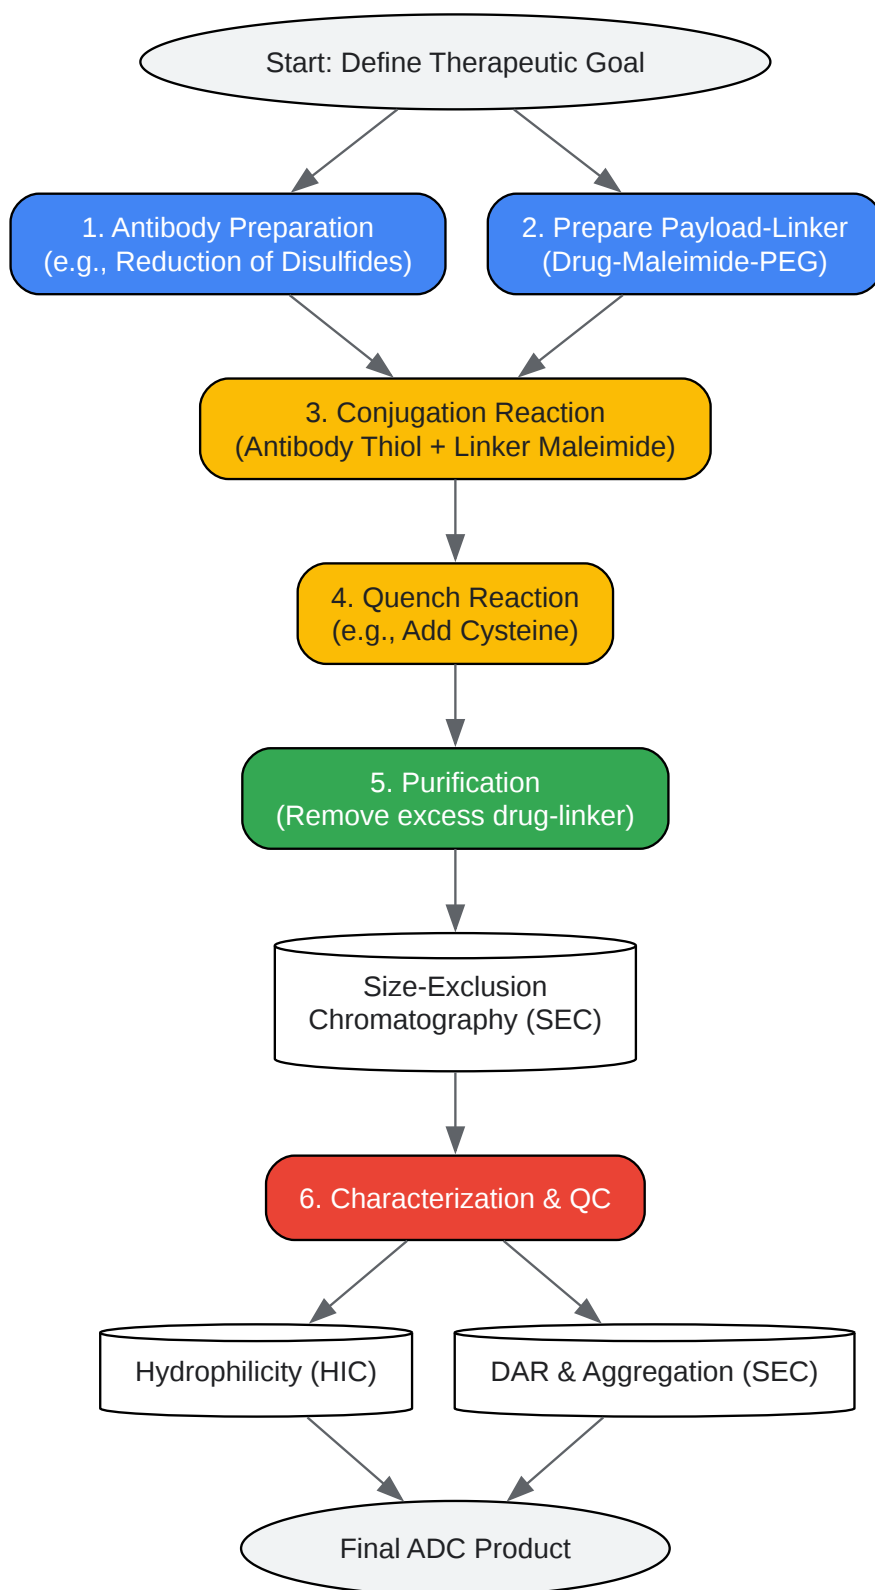 Start: Define Therapeutic Goal
1. Antibody Preparation
(e.g., Reduction of Disulfides)
2. Prepare Payload-Linker
(Drug-Maleimide-PEG)
3. Conjugation Reaction
(Antibody Thiol + Linker Maleimide)
4. Quench Reaction
(e.g., Add Cysteine)
5. Purification
(Remove excess drug-linker)
Size-Exclusion
Chromatography (SEC)
6. Characterization & QC
Hydrophilicity (HIC)
DAR & Aggregation (SEC)
Final ADC Product